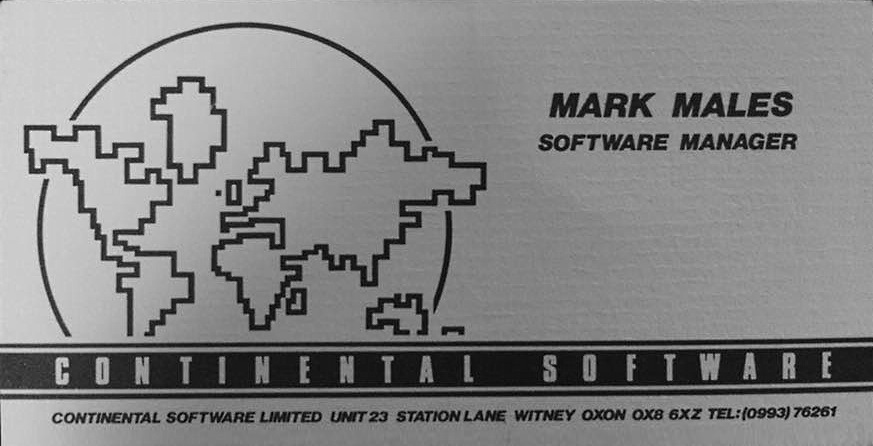 MARK MALES
SOFTWARE MANAGER
CONTINENTAL SOFTWARE
CONTINENTAL SOFTWARE LIMITED UNIT 23 STATION LANE WITNEY OXON OX8 6XZ TEL:(0993) 76261